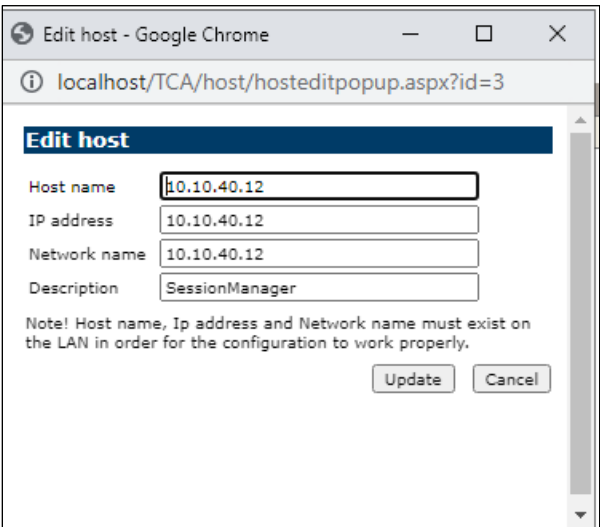 Edit host - Google Chrome
localhost/TCA/host/hosteditpopup.aspx?id=3
Edit host
Host name 10.10.40.12
IP address 10.10.40.12
Network name 10.10.40.12
Description SessionManager
Note! Host name, Ip address and Network name must exist on
the LAN in order for the configuration to work properly.
Update Cancel